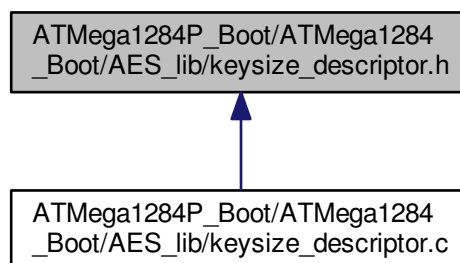 ATMega1284P_Boot/ATMega1284
_Boot/AES_lib/keysize_descriptor.h
ATMega1284P_Boot/ATMega1284
_Boot/AES_lib/keysize_descriptor.c